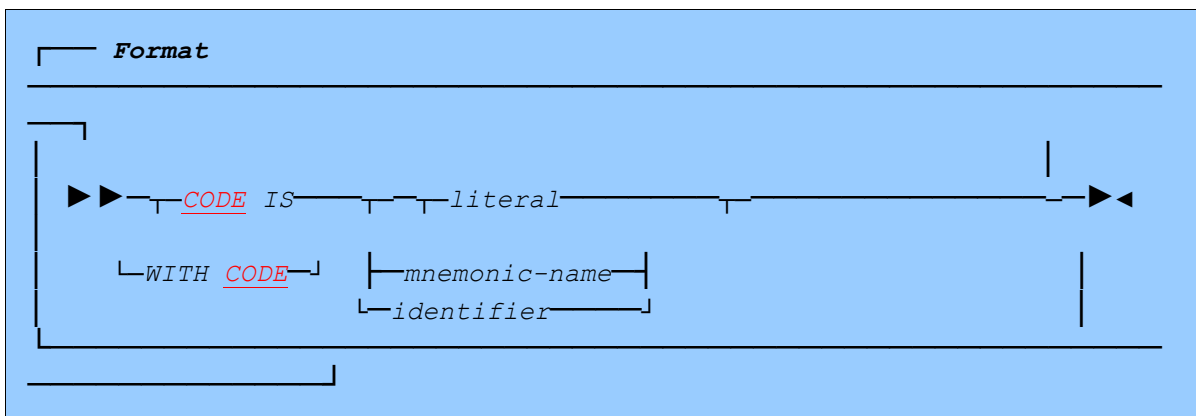 Format
CODE IS literal
WITH CODE mnemonic-name
identifier